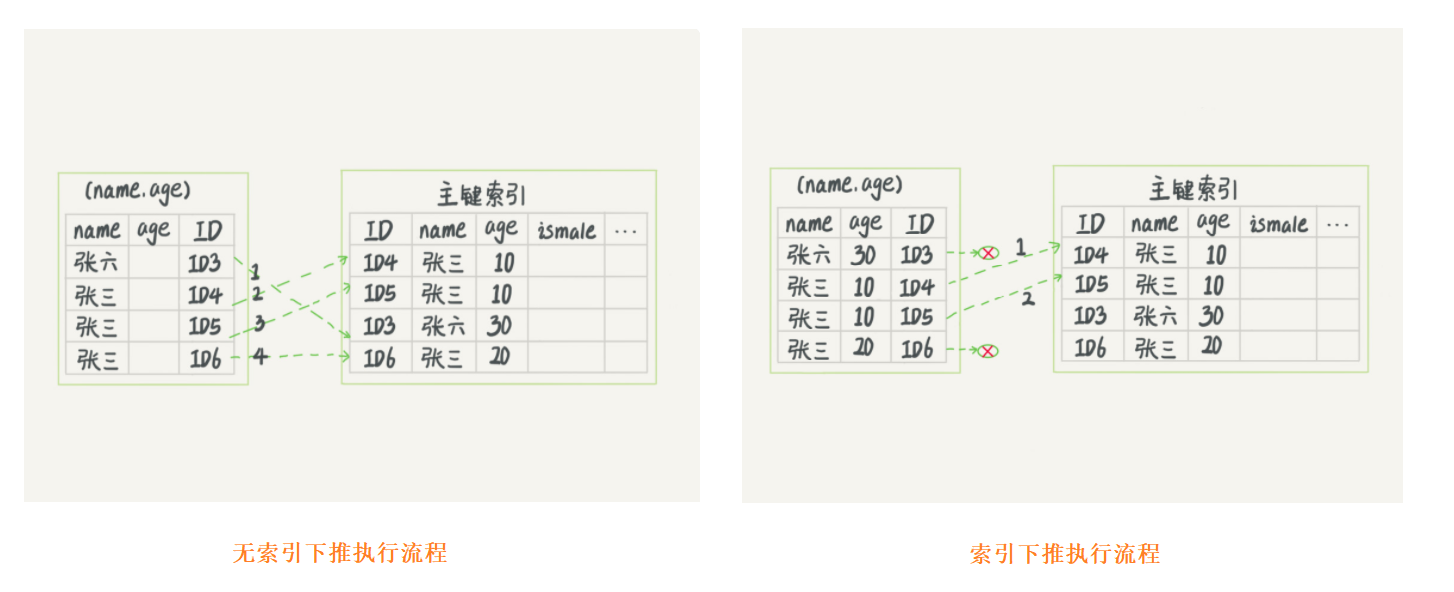 (name.age)
name age ID
张六 ID3
张三 ID4
张三 ID5
张三 ID6
1
2
3
4
主键索引
ID name age ismale ...
ID4 张三 10
ID5 张三 10
ID3 张六 30
ID6 张三 20
无索引下推执行流程
(name.age)
name age ID
张六 30 ID3
张三 10 ID4
张三 10 ID5
张三 20 ID6
1
2
主键索引
ID name age ismale ...
ID4 张三 10
ID5 张三 10
ID3 张六 30
ID6 张三 20
索引下推执行流程